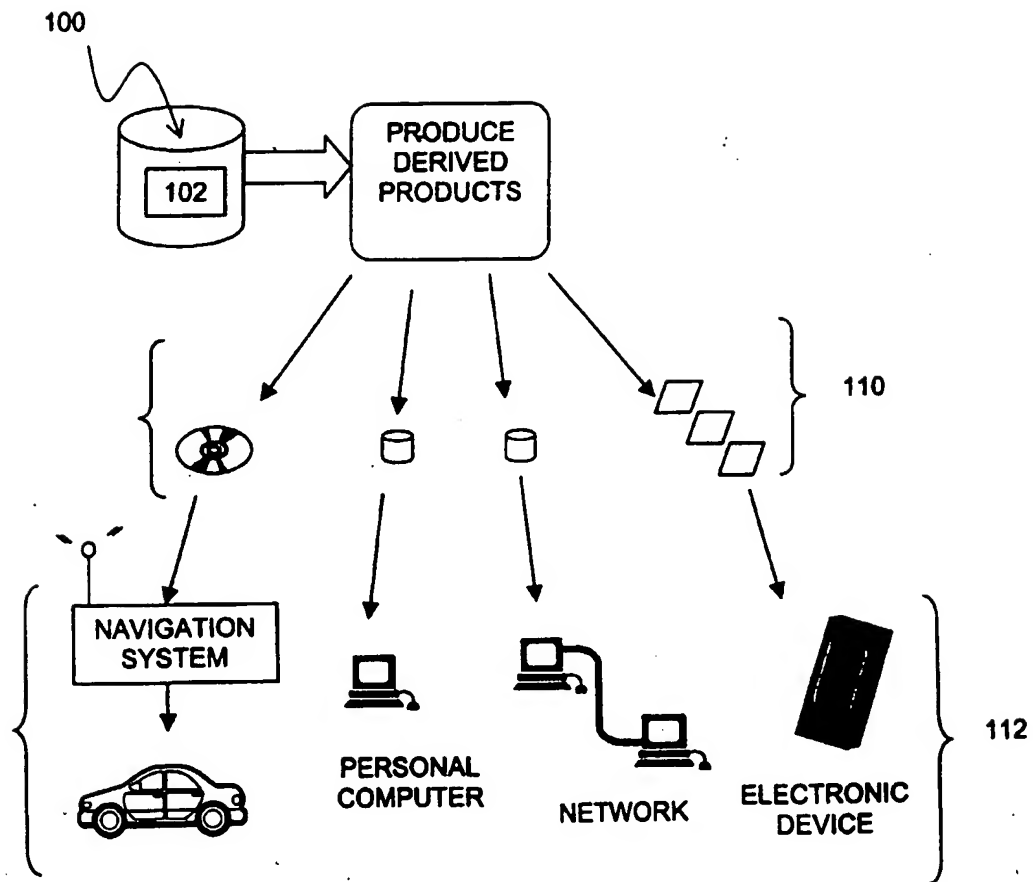 100
PRODUCE
DERIVED
PRODUCTS
102
110
NAVIGATION
SYSTEM
112
PERSONAL
COMPUTER
NETWORK
ELECTRONIC
DEVICE